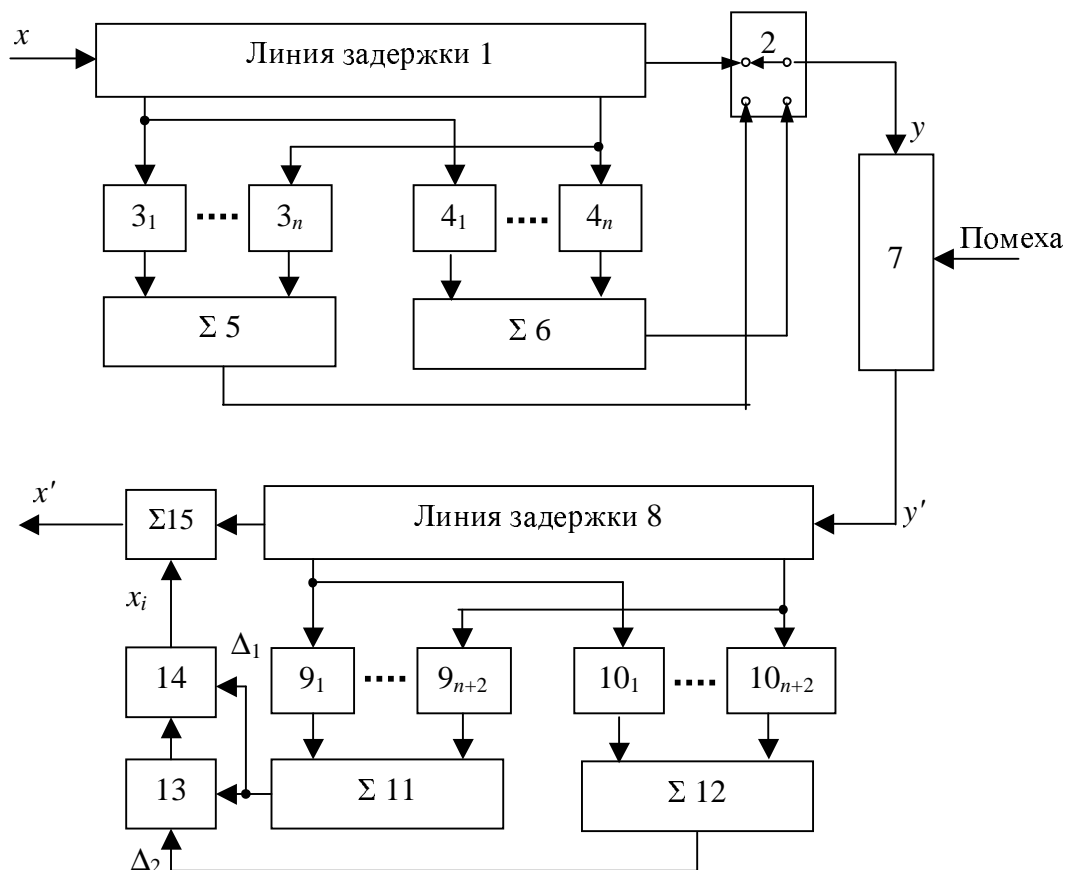 x
Линия задержки 1
2
y
3₁
3ₙ
4₁
4ₙ
7
Помеха
Σ 5
Σ 6
x′
Σ15
Линия задержки 8
y′
xᵢ
Δ₁
14
9₁
9ₙ₊₂
10₁
10ₙ₊₂
13
Σ 11
Σ 12
Δ₂